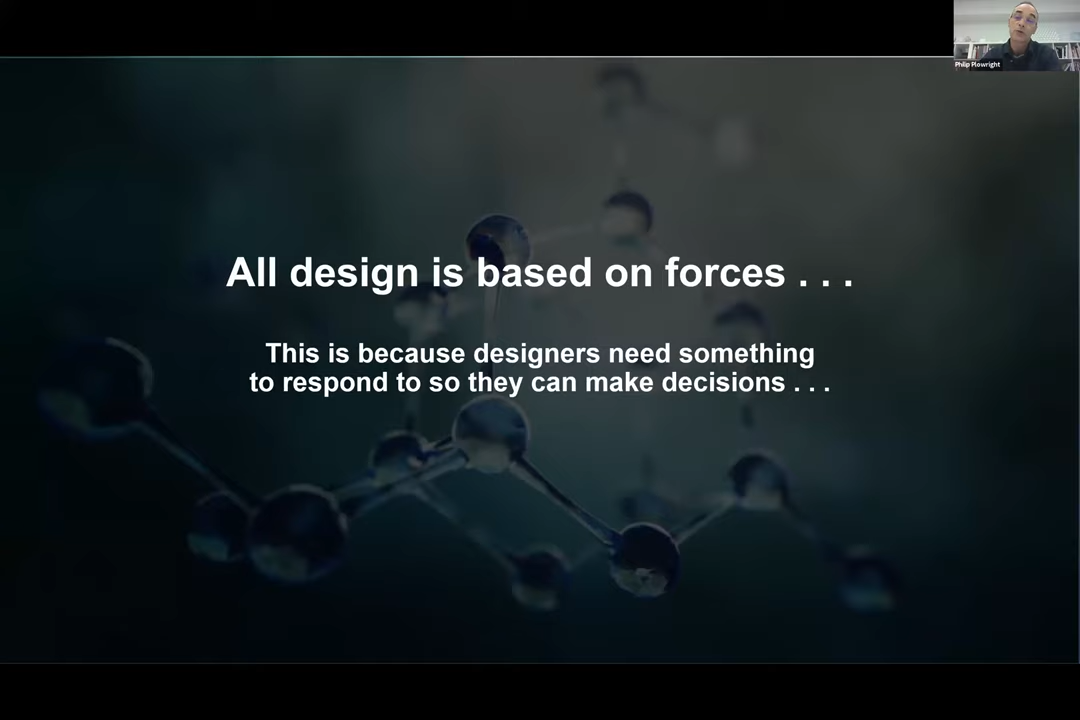 Philip Plowright
All design is based on forces . . .
This is because designers need something
to respond to so they can make decisions . . .